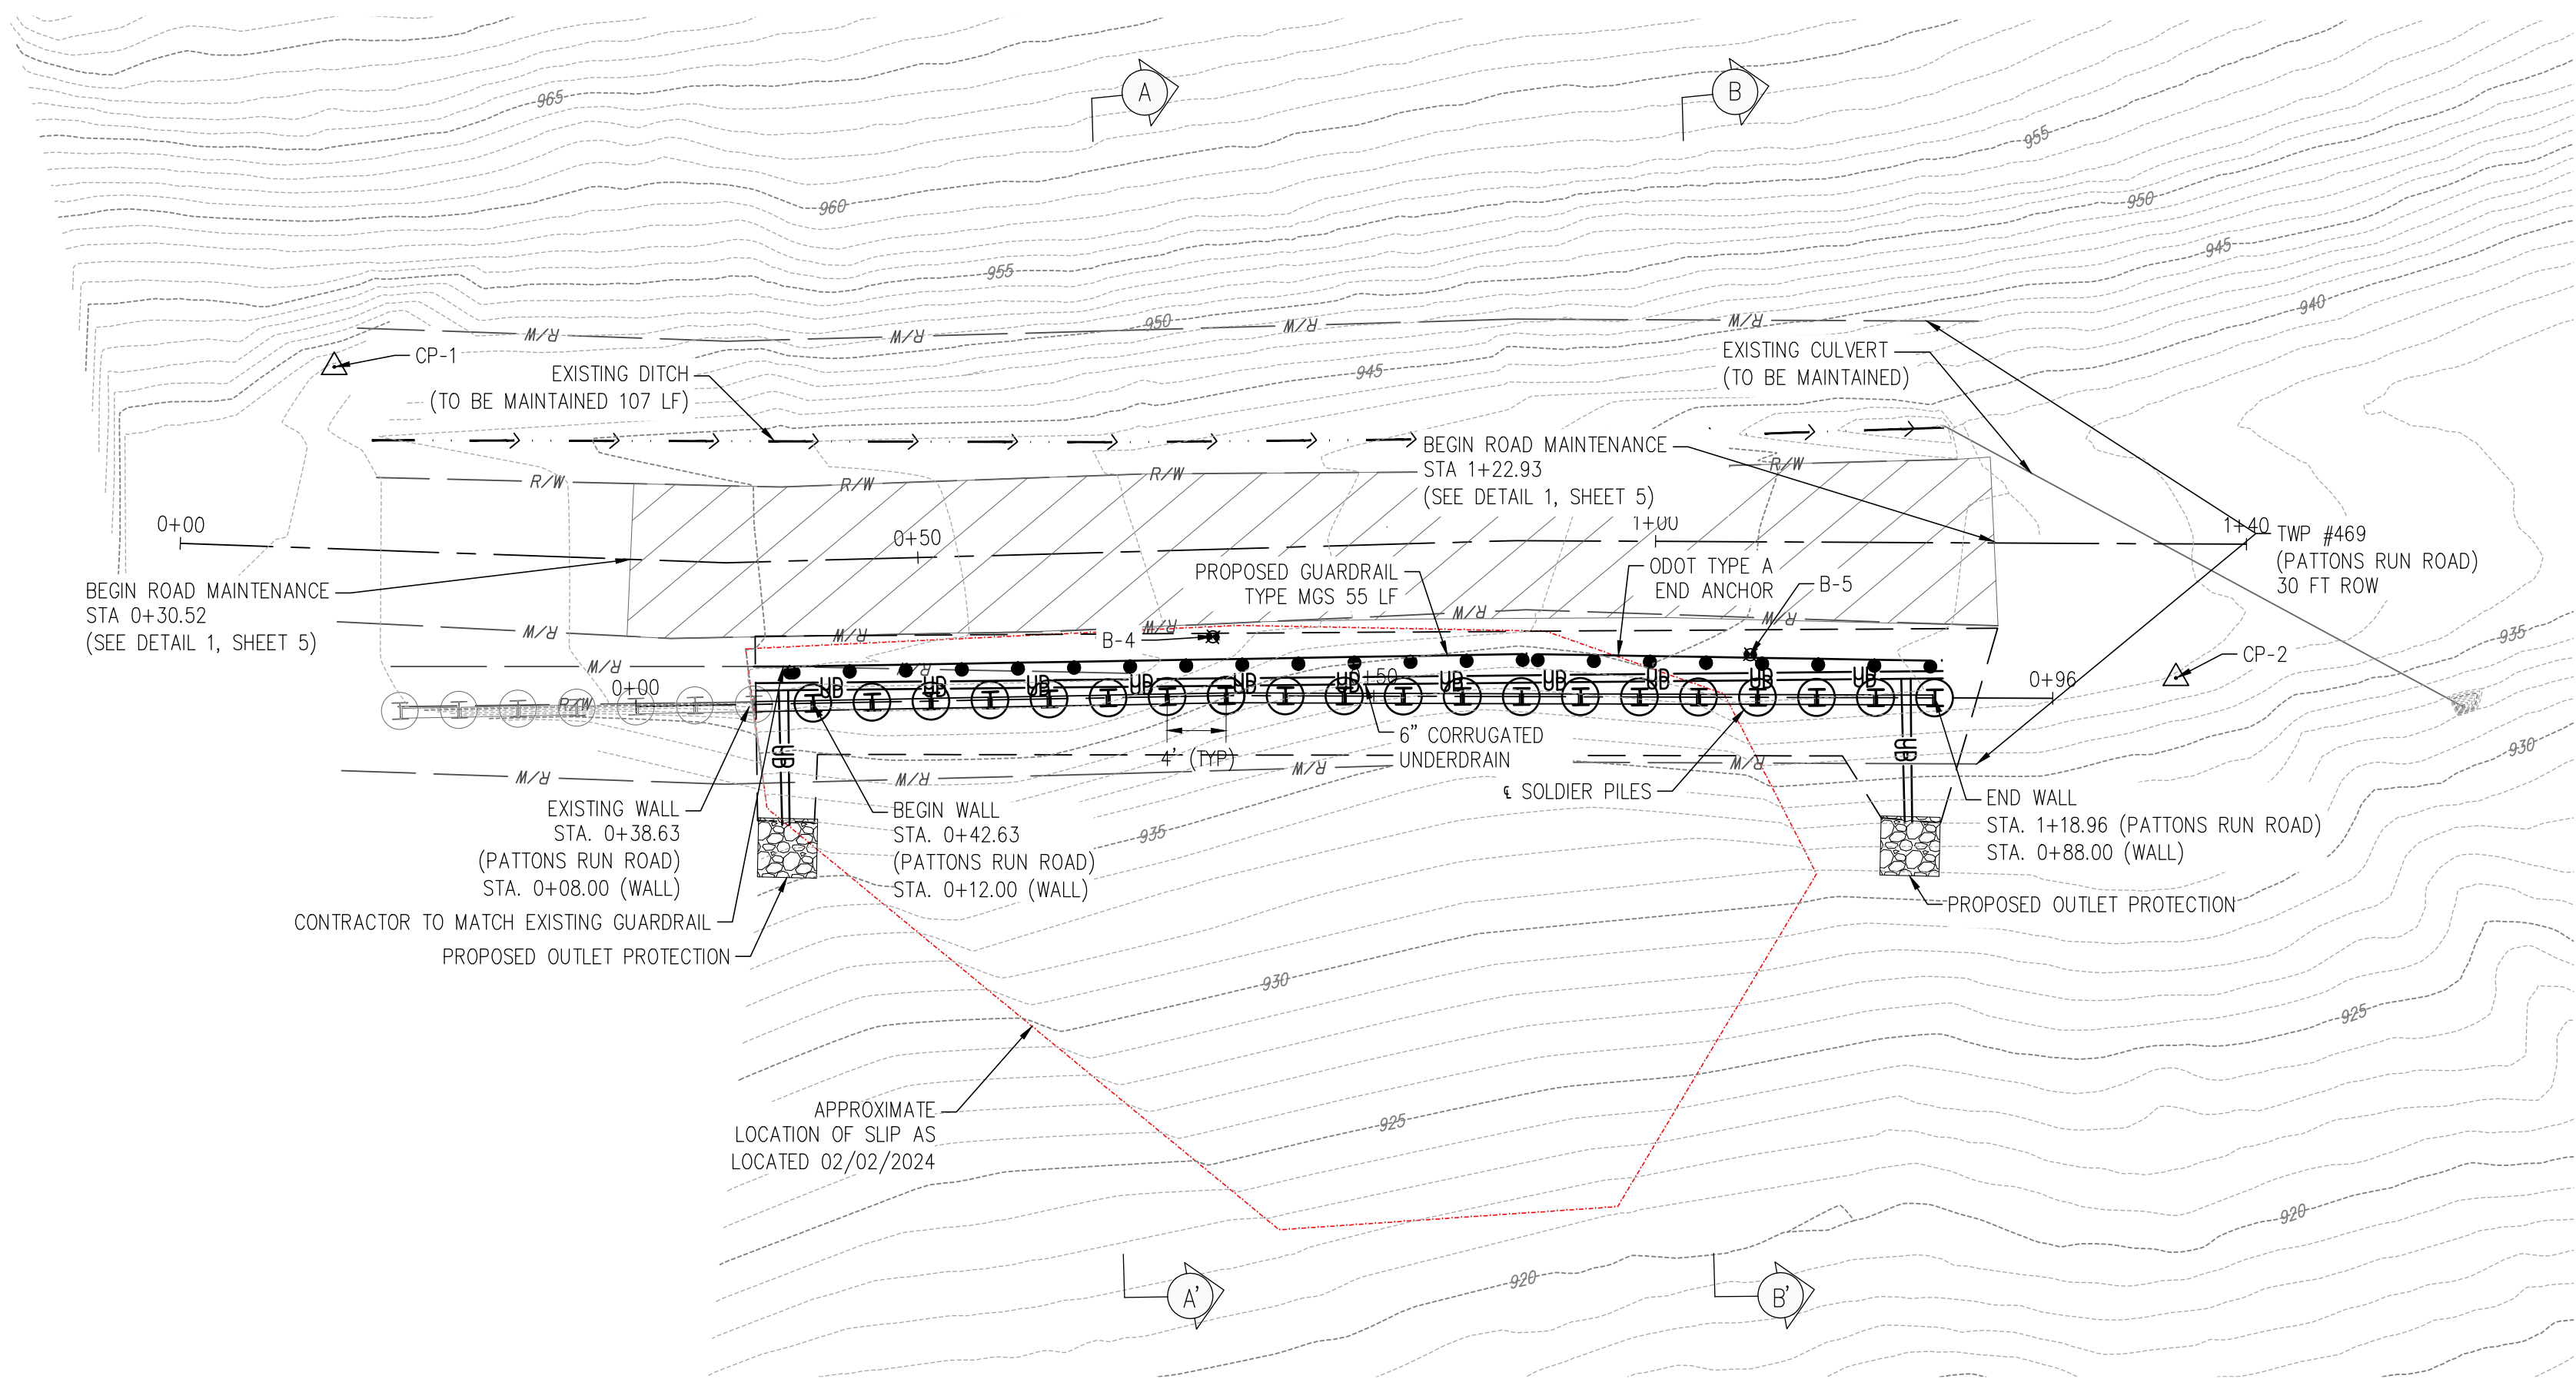 A
B
965
955
960
950
945
955
940
950
R/W
R/W
R/W
R/W
CP-1
EXISTING DITCH
(TO BE MAINTAINED 107 LF)
945
EXISTING CULVERT
(TO BE MAINTAINED)
BEGIN ROAD MAINTENANCE
STA 1+22.93
(SEE DETAIL 1, SHEET 5)
R/W
R/W
R/W
R/W
0+00
0+50
1+00
1+40
TWP #469
(PATTONS RUN ROAD)
30 FT ROW
BEGIN ROAD MAINTENANCE
STA 0+30.52
(SEE DETAIL 1, SHEET 5)
PROPOSED GUARDRAIL
TYPE MGS 55 LF
ODOT TYPE A
END ANCHOR
B-5
R/W
R/W
R/W
R/W
R/W
B-4
935
CP-2
R/W
R/W
UD
UD
UD
UD
UD
UD
UD
UD
UD
UD
UD
0+00
+50
0+96
R/W
4' (TYP)
6" CORRUGATED
UNDERDRAIN
UD
UD
930
R/W
R/W
R/W
R/W
℄ SOLDIER PILES
EXISTING WALL
STA. 0+38.63
(PATTONS RUN ROAD)
STA. 0+08.00 (WALL)
BEGIN WALL
STA. 0+42.63
(PATTONS RUN ROAD)
STA. 0+12.00 (WALL)
935
END WALL
STA. 1+18.96 (PATTONS RUN ROAD)
STA. 0+88.00 (WALL)
CONTRACTOR TO MATCH EXISTING GUARDRAIL
PROPOSED OUTLET PROTECTION
PROPOSED OUTLET PROTECTION
930
925
APPROXIMATE
LOCATION OF SLIP AS
LOCATED 02/02/2024
925
920
920
A'
B'